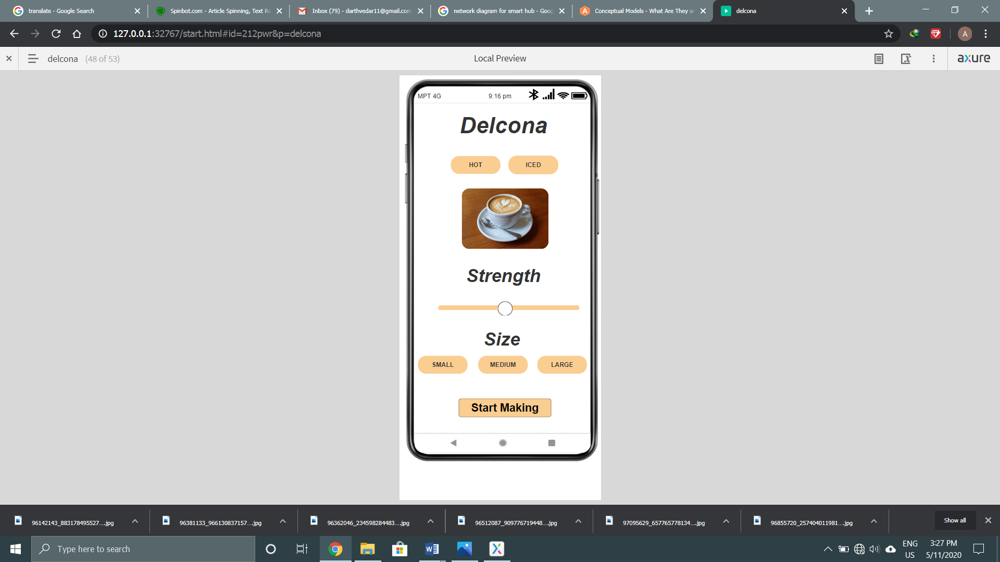 translate - Google Search
Spinbot.com - Article Spinning, Text Re
Inbox (79) - darthvedar11@gmail.com
network diagram for smart hub - Goog
Conceptual Models - What Are They a
delcona
127.0.0.1:32767/start.html#id=212pwr&p=delcona
A
delcona (48 of 53)
Local Preview
axure
MPT 4G
9:16 pm
Delcona
HOT
ICED
Strength
Size
SMALL
MEDIUM
LARGE
Start Making
96142143_883178495527....jpg
96381133_966130837157....jpg
96362046_234598284483....jpg
96512087_909776719448....jpg
97095629_657765778134....jpg
96855720_257404011981....jpg
Show all
Type here to search
ENG
US
3:27 PM
5/11/2020